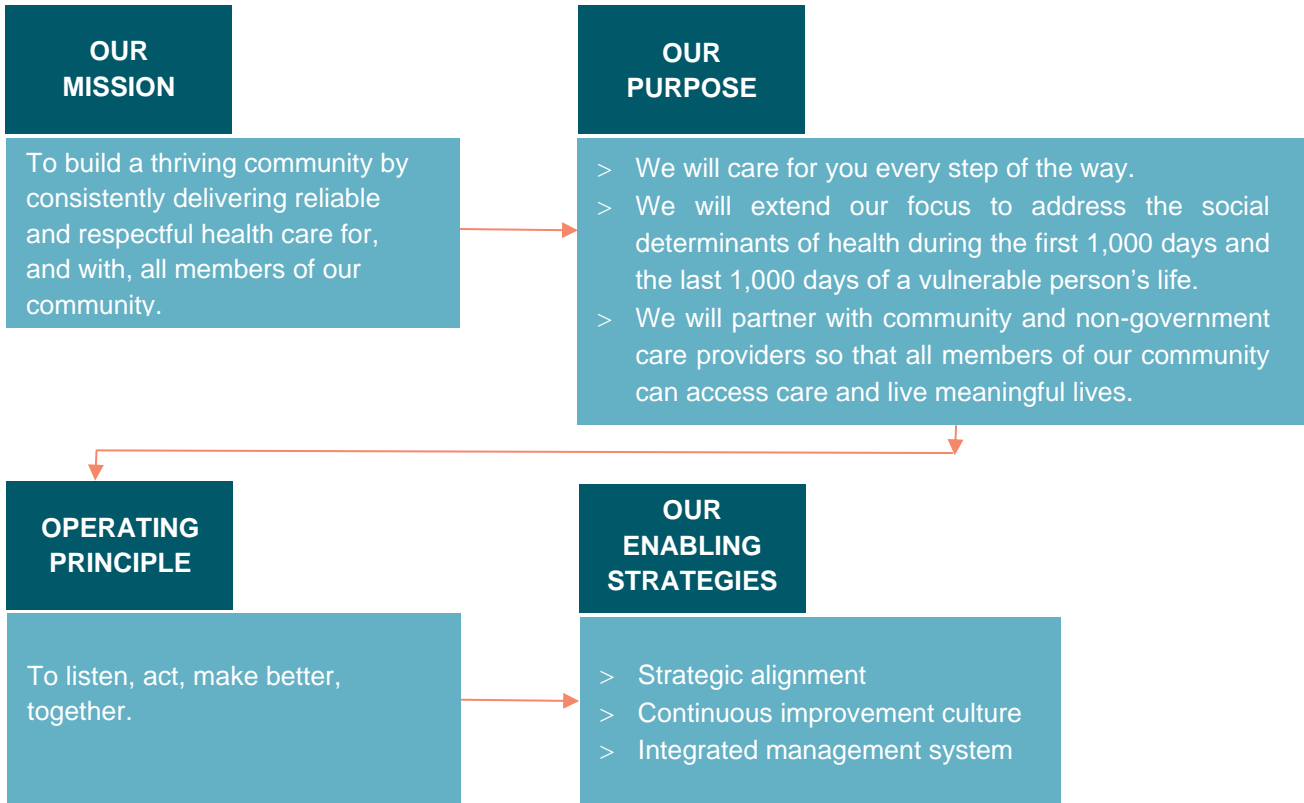 OUR
MISSION
To build a thriving community by
consistently delivering reliable
and respectful health care for,
and with, all members of our
community.
OUR
PURPOSE
> We will care for you every step of the way.
> We will extend our focus to address the social
determinants of health during the first 1,000 days and
the last 1,000 days of a vulnerable person’s life.
> We will partner with community and non-government
care providers so that all members of our community
can access care and live meaningful lives.
OPERATING
PRINCIPLE
To listen, act, make better,
together.
OUR
ENABLING
STRATEGIES
> Strategic alignment
> Continuous improvement culture
> Integrated management system